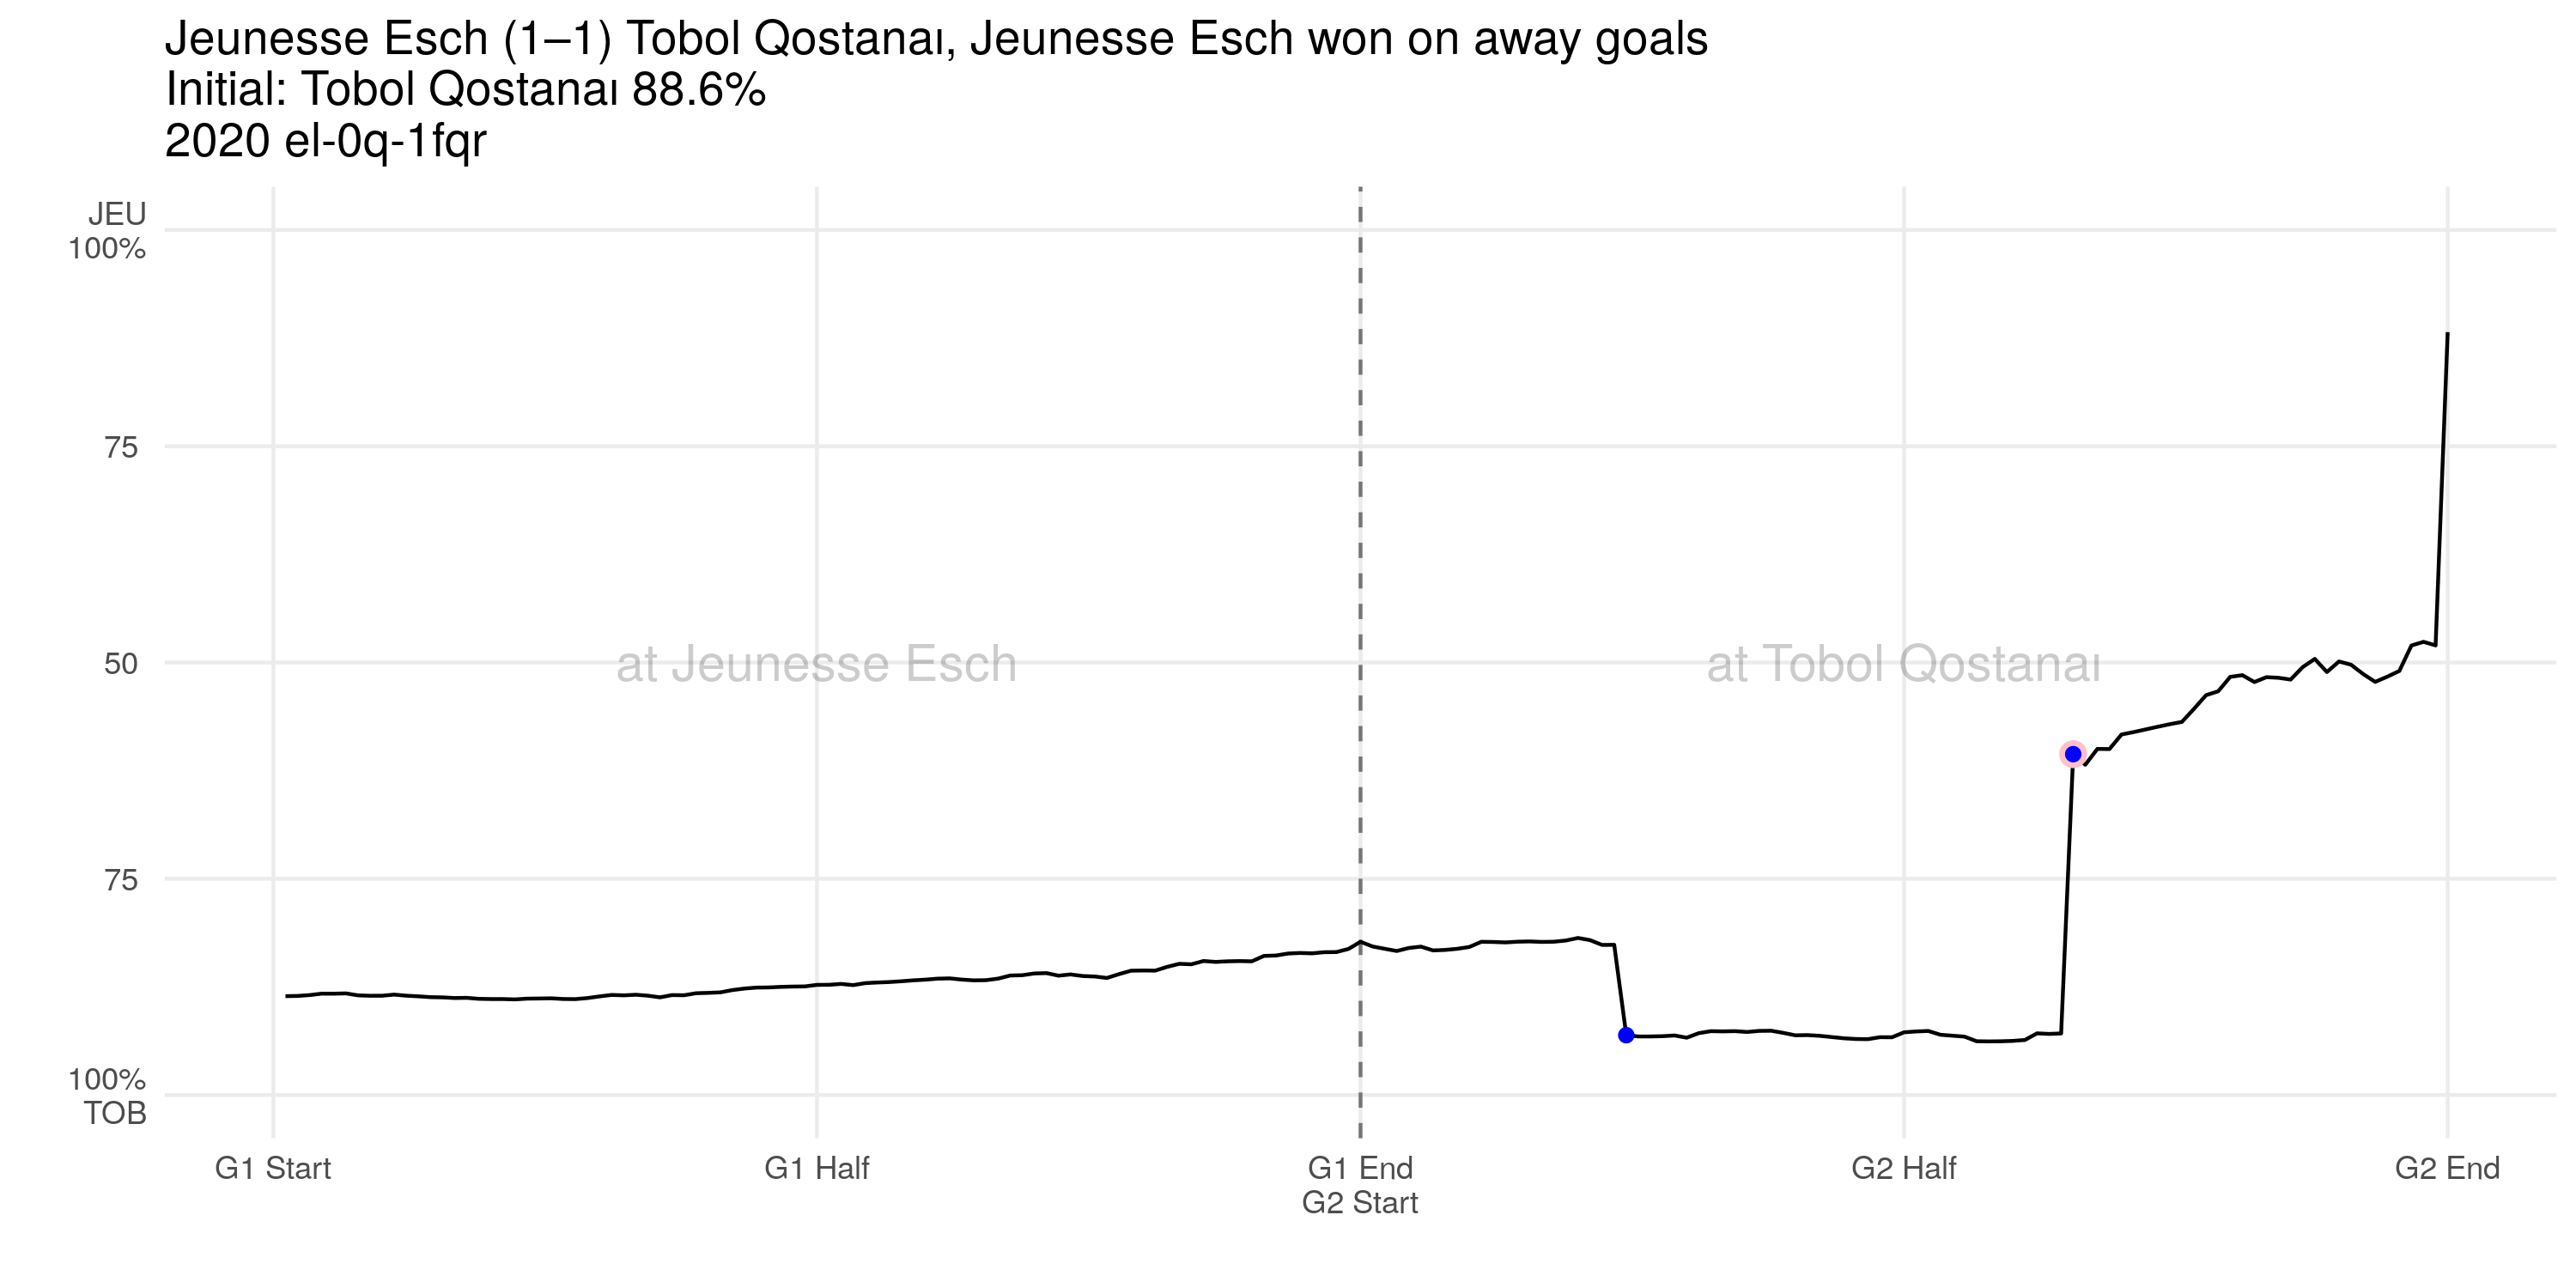 Jeunesse Esch (1–1) Tobol Qostanaı, Jeunesse Esch won on away goals
Initial: Tobol Qostanaı 88.6%
2020 el-0q-1fqr
JEU
100%
75
50
75
100%
TOB
at Jeunesse Esch
at Tobol Qostanaı
G1 Start
G1 Half
G1 End
G2 Start
G2 Half
G2 End